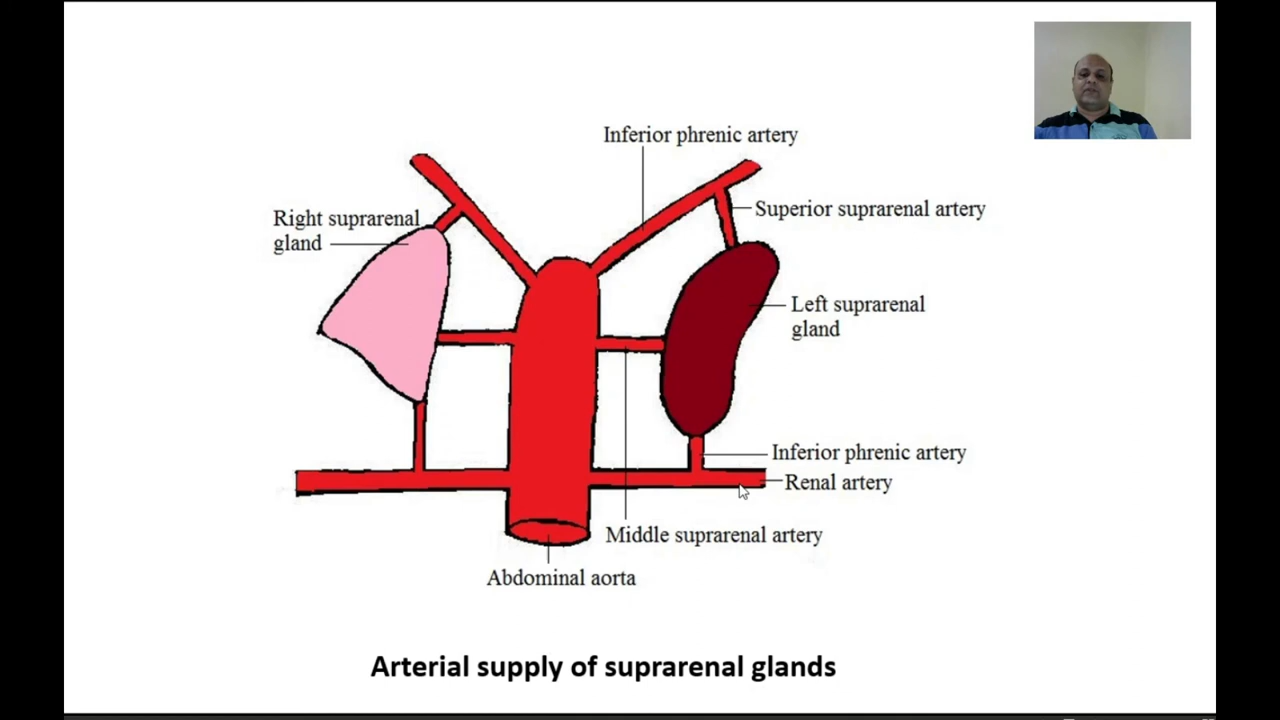 Inferior phrenic artery
Superior suprarenal artery
Right suprarenal
gland
Left suprarenal
gland
Inferior phrenic artery
Renal artery
Middle suprarenal artery
Abdominal aorta
Arterial supply of suprarenal glands